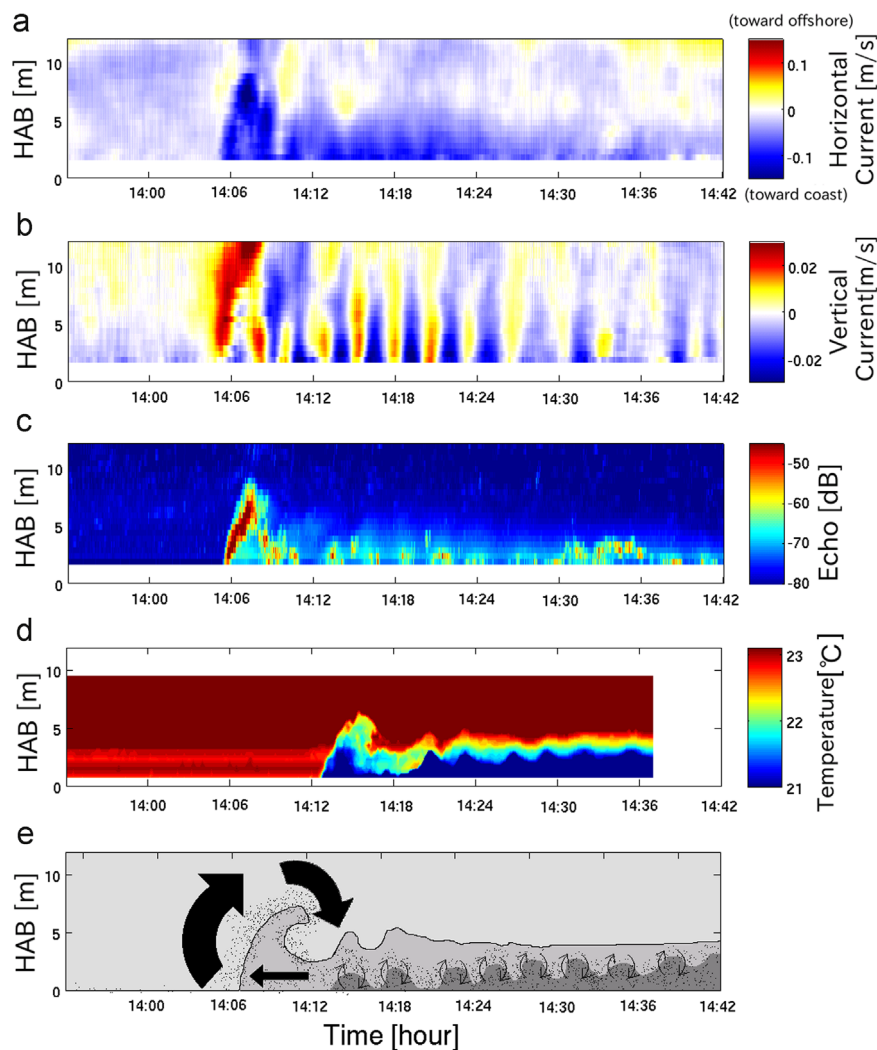 a
(toward offshore)
HAB [m]
10
5
0
14:00 14:06 14:12 14:18 14:24 14:30 14:36 14:42
0.1
0
-0.1
Horizontal
Current [m/s]
(toward coast)
b
HAB [m]
10
5
0
14:00 14:06 14:12 14:18 14:24 14:30 14:36 14:42
0.02
0
-0.02
Vertical
Current[m/s]
c
HAB [m]
10
5
0
14:00 14:06 14:12 14:18 14:24 14:30 14:36 14:42
-50
-60
-70
-80
Echo [dB]
d
HAB [m]
10
5
0
14:00 14:06 14:12 14:18 14:24 14:30 14:36 14:42
23
22
21
Temperature[℃]
e
HAB [m]
10
5
0
14:00 14:06 14:12 14:18 14:24 14:30 14:36 14:42
Time [hour]